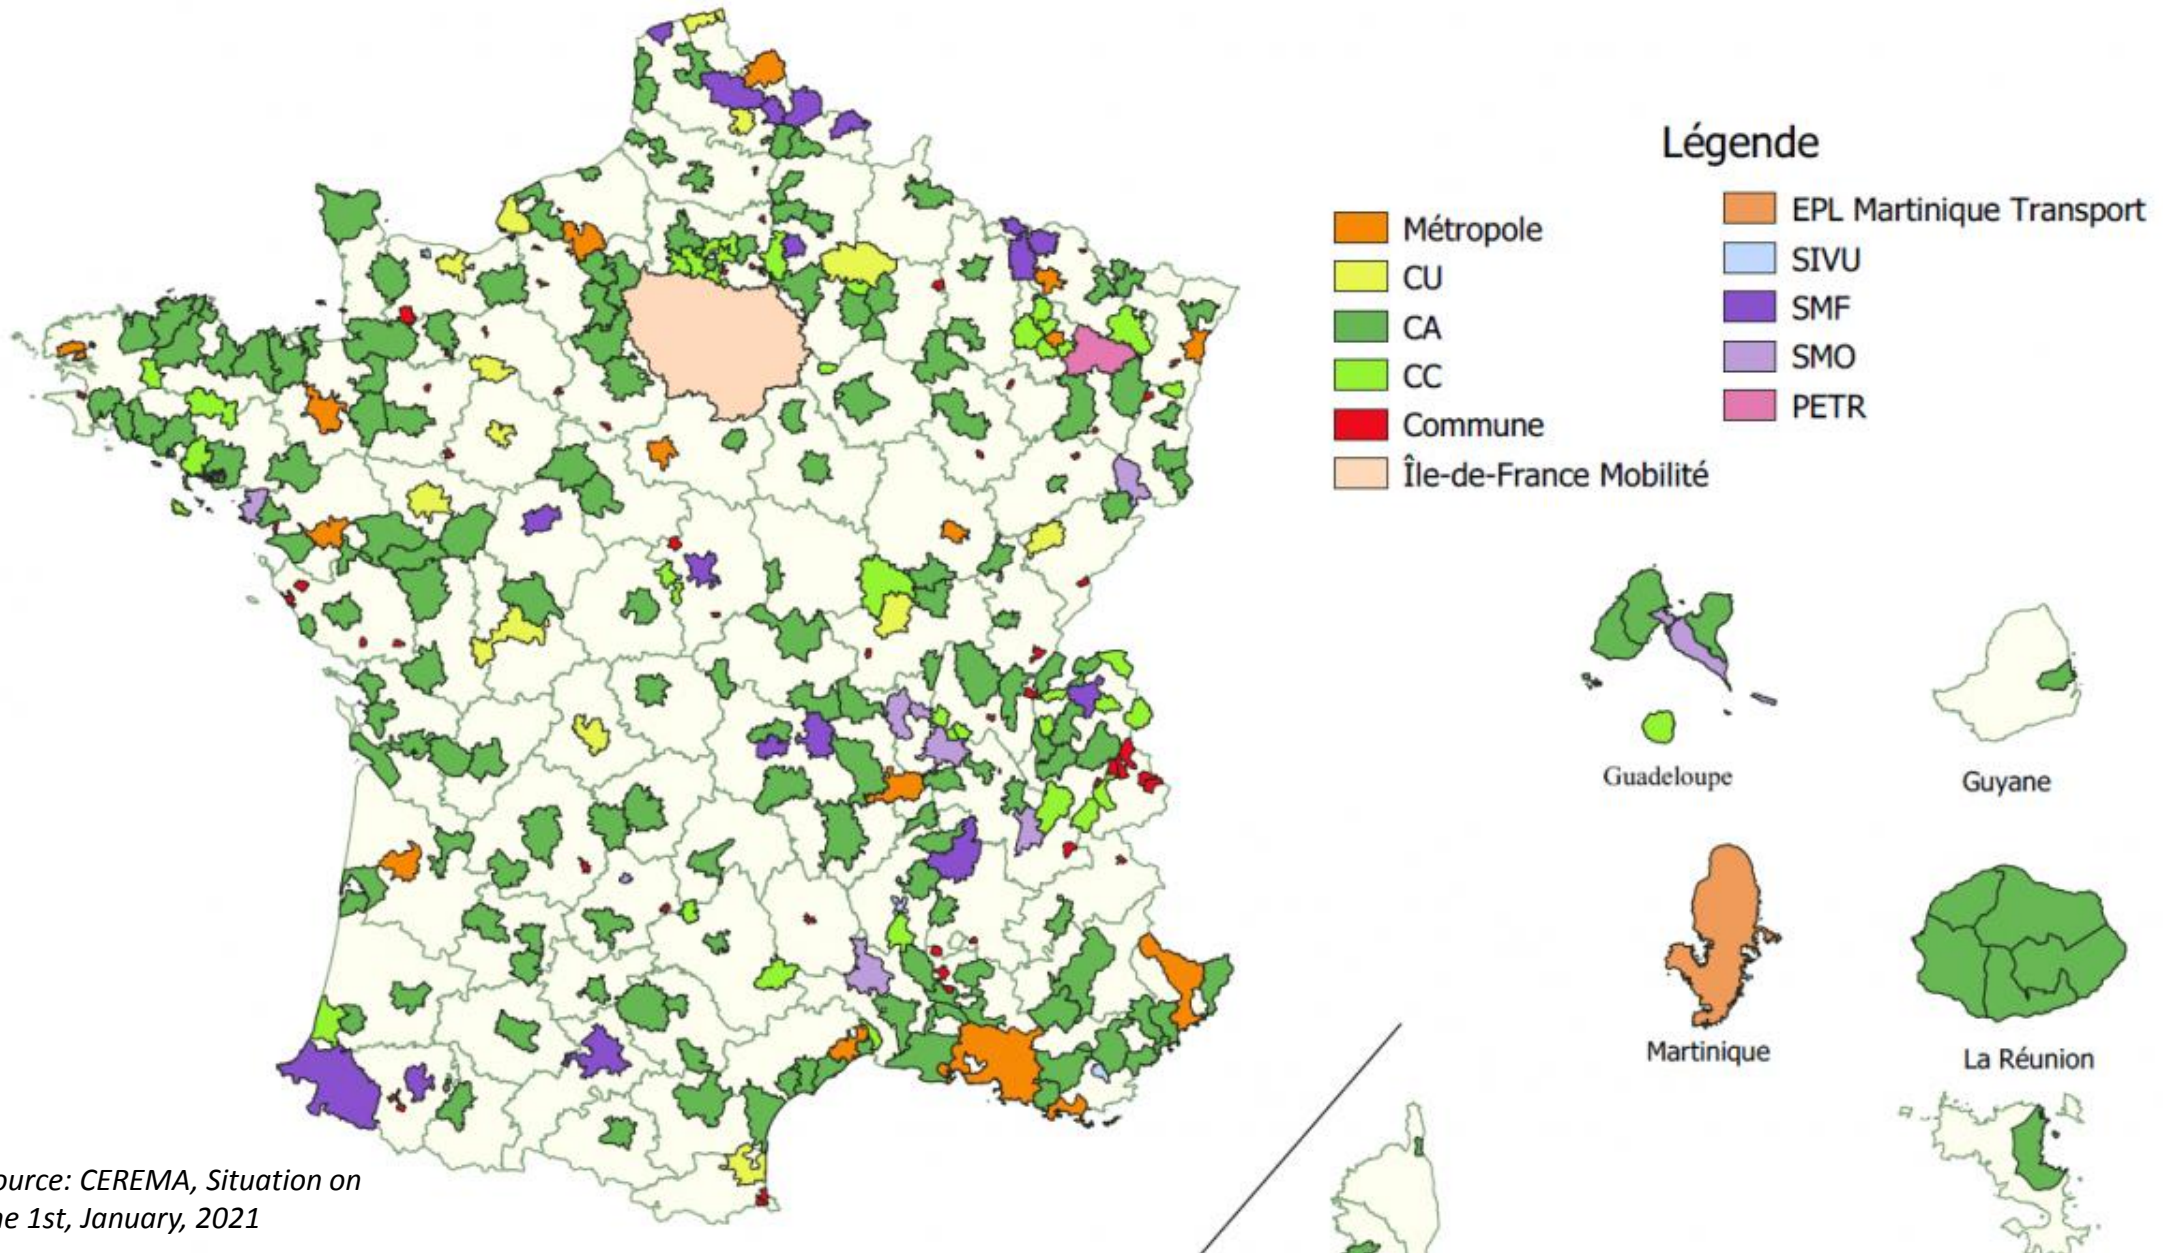 Légende
Métropole
CU
CA
CC
Commune
Île-de-France Mobilité
EPL Martinique Transport
SIVU
SMF
SMO
PETR
Guadeloupe
Guyane
Martinique
La Réunion
ource: CEREMA, Situation on
e 1st, January, 2021